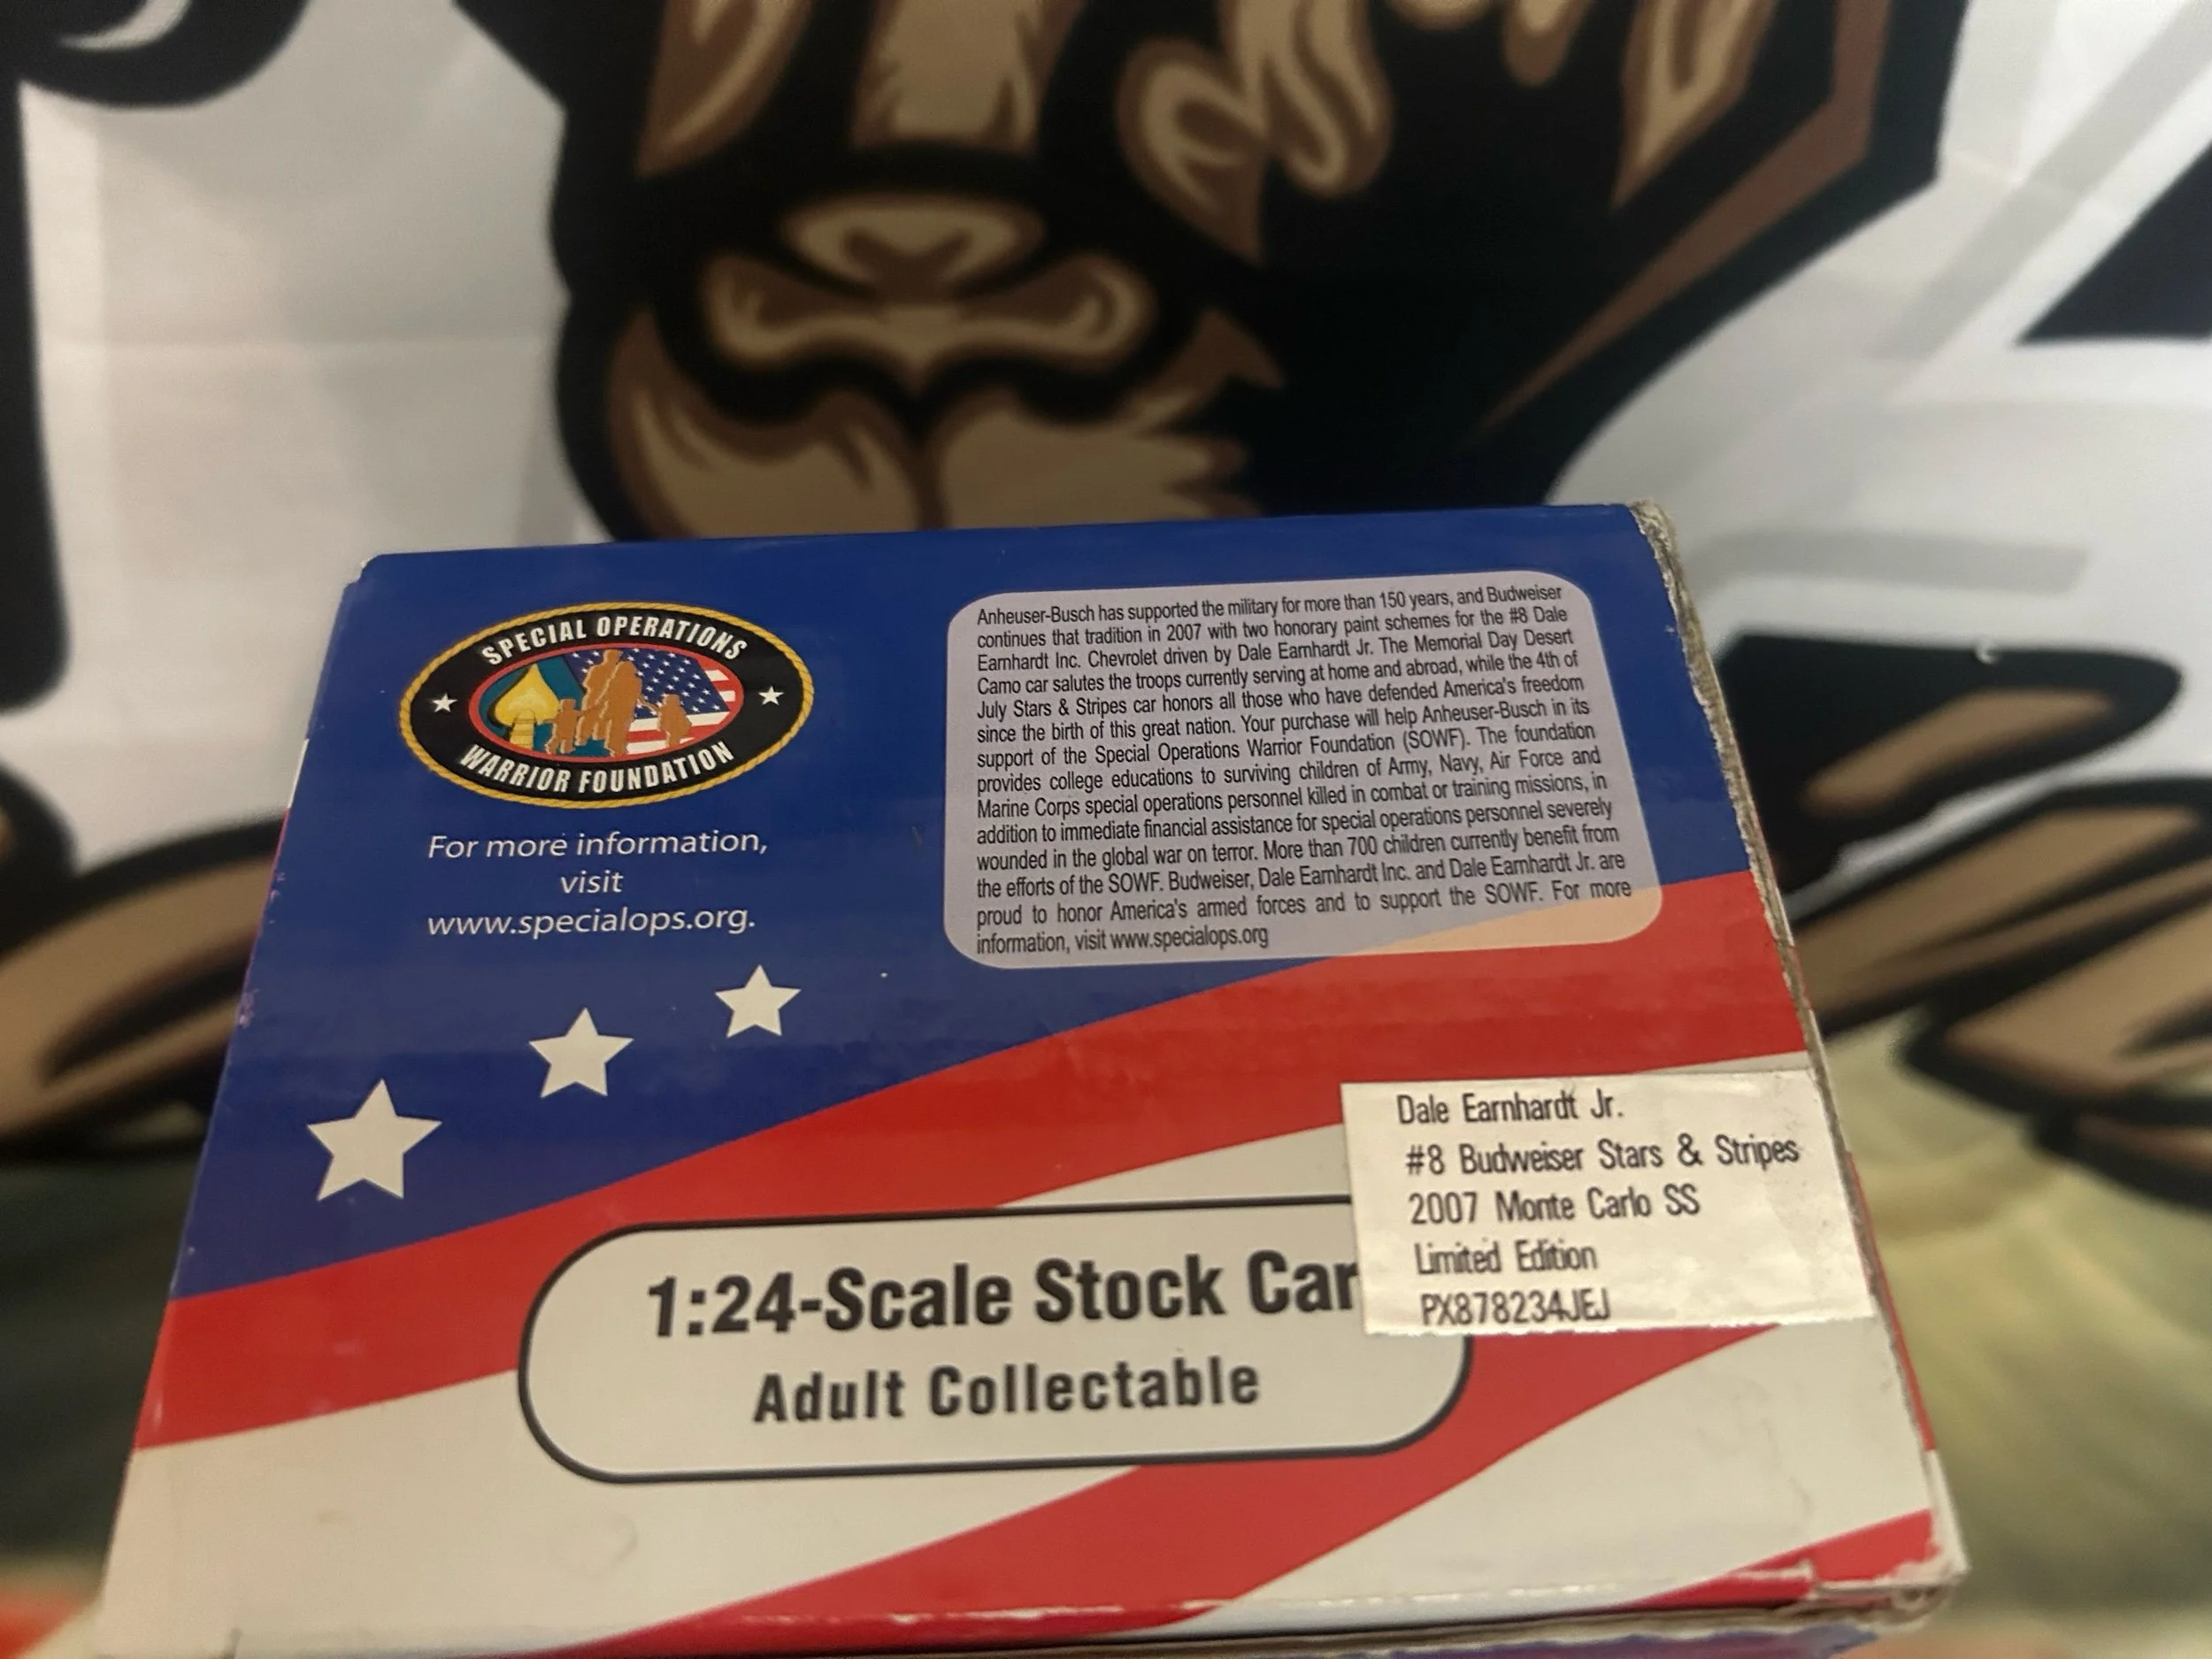 SPECIAL OPERATIONS
WARRIOR FOUNDATION
For more information,
visit
www.specialops.org.
Anheuser-Busch has supported the military for more than 150 years, and Budweiser
continues that tradition in 2007 with two honorary paint schemes for the #8 Dale
Earnhardt Inc. Chevrolet driven by Dale Earnhardt Jr. The Memorial Day Desert
Camo car salutes the troops currently serving at home and abroad, while the 4th of
July Stars & Stripes car honors all those who have defended America's freedom
since the birth of this great nation. Your purchase will help Anheuser-Busch in its
support of the Special Operations Warrior Foundation (SOWF). The foundation
provides college educations to surviving children of Army, Navy, Air Force and
Marine Corps special operations personnel killed in combat or training missions, in
addition to immediate financial assistance for special operations personnel severely
wounded in the global war on terror. More than 700 children currently benefit from
the efforts of the SOWF. Budweiser, Dale Earnhardt Inc. and Dale Earnhardt Jr. are
proud to honor America's armed forces and to support the SOWF. For more
information, visit www.specialops.org
Dale Earnhardt Jr.
#8 Budweiser Stars & Stripes
2007 Monte Carlo SS
Limited Edition
PX878234JEJ
1:24-Scale Stock Car
Adult Collectable